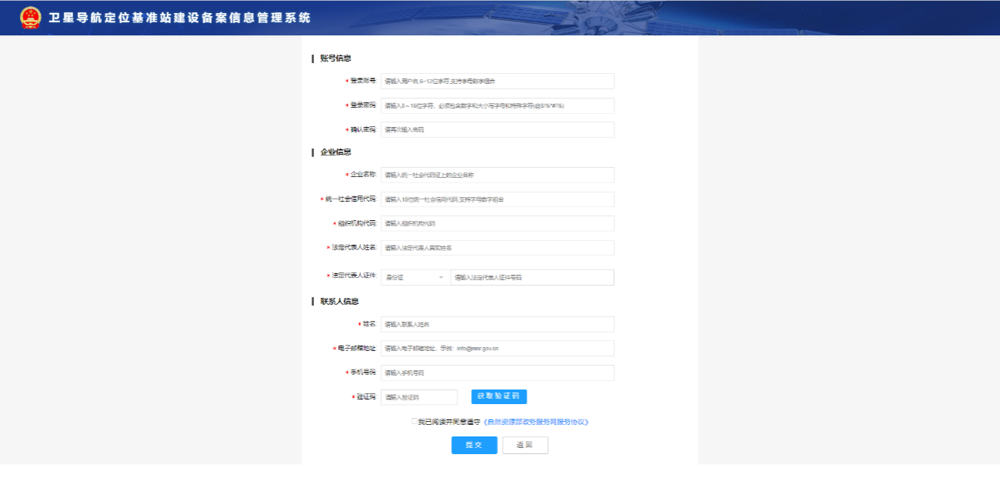 卫星导航定位基准站建设备案信息管理系统
账号信息
* 登录账号: 请输入用户名,6~12位字符,支持字母数字组合
* 登录密码: 请输入8~16位字符，必须包含数字和大小写字母和特殊字符(@$!%*#?&)
* 确认密码: 请再次输入密码
企业信息
* 企业名称: 请输入统一社会代码证上的企业名称
* 统一社会信用代码: 请输入18位统一社会信用代码,支持字母数字组合
* 组织机构代码: 请输入组织机构代码
* 法定代表人姓名: 请输入法定代表人真实姓名
* 法定代表人证件: 身份证 请输入法定代表人证件号码
联系人信息
* 姓名: 请输入联系人姓名
* 电子邮箱地址: 请输入电子邮箱地址，示例：info@mnr.gov.cn
* 手机号码: 请输入手机号码
* 验证码: 请输入验证码 获取验证码
我已阅读并同意遵守《自然资源部政务服务网服务协议》
提交 返回